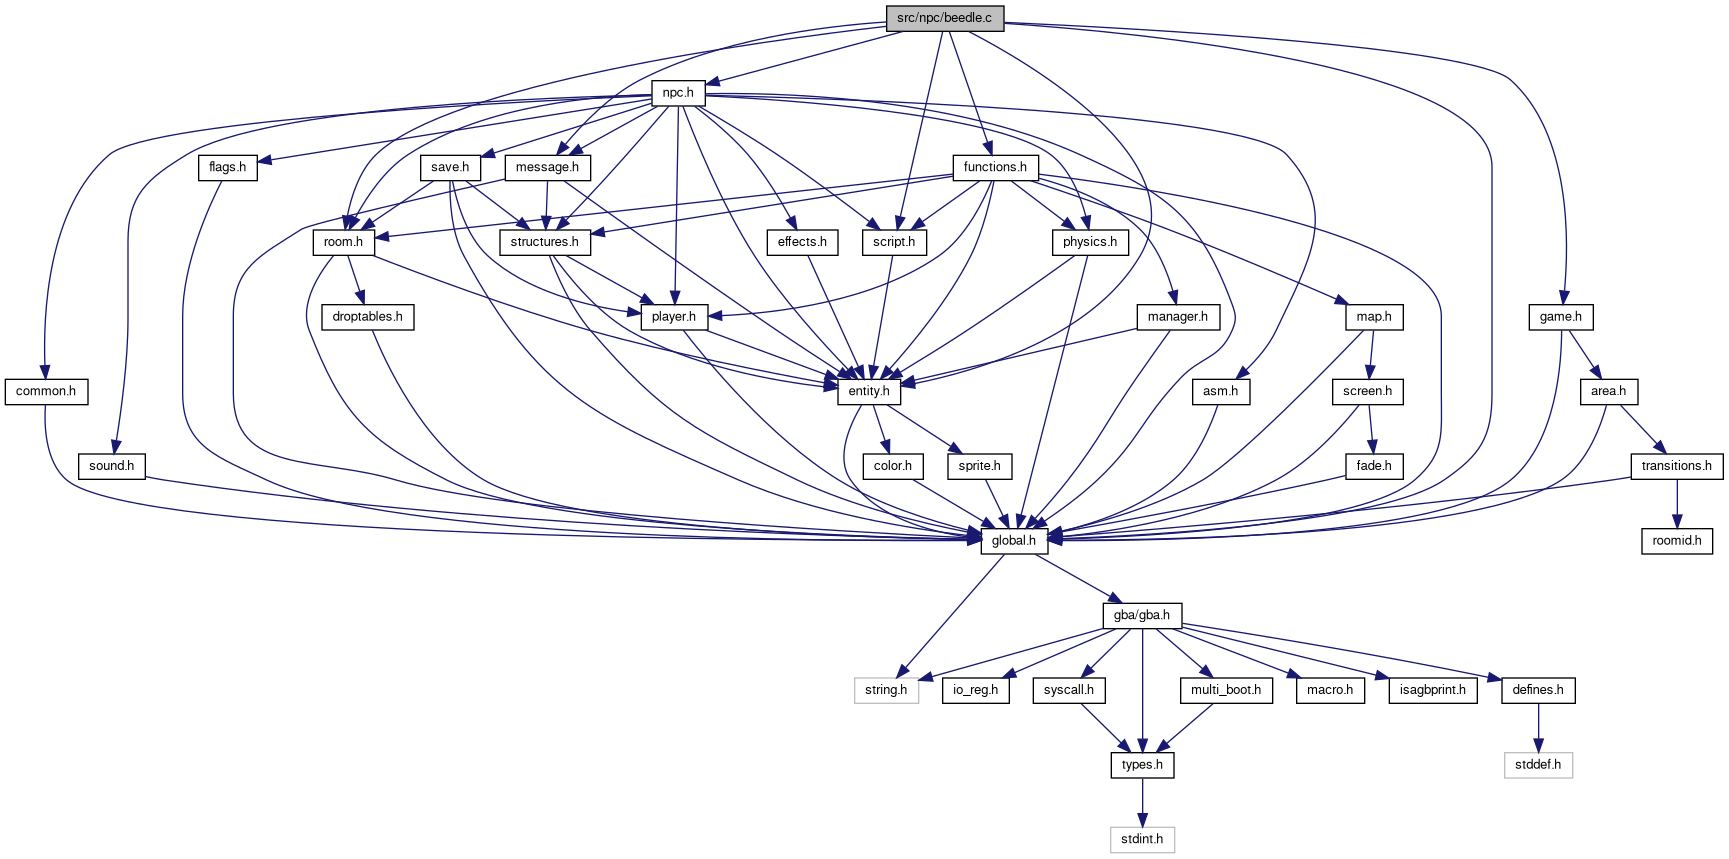 src/npc/beedle.c
npc.h
flags.h
save.h
message.h
functions.h
room.h
structures.h
effects.h
script.h
physics.h
droptables.h
player.h
manager.h
map.h
game.h
common.h
entity.h
asm.h
screen.h
area.h
sound.h
color.h
sprite.h
fade.h
transitions.h
global.h
roomid.h
gba/gba.h
string.h
io_reg.h
syscall.h
multi_boot.h
macro.h
isagbprint.h
defines.h
types.h
stddef.h
stdint.h